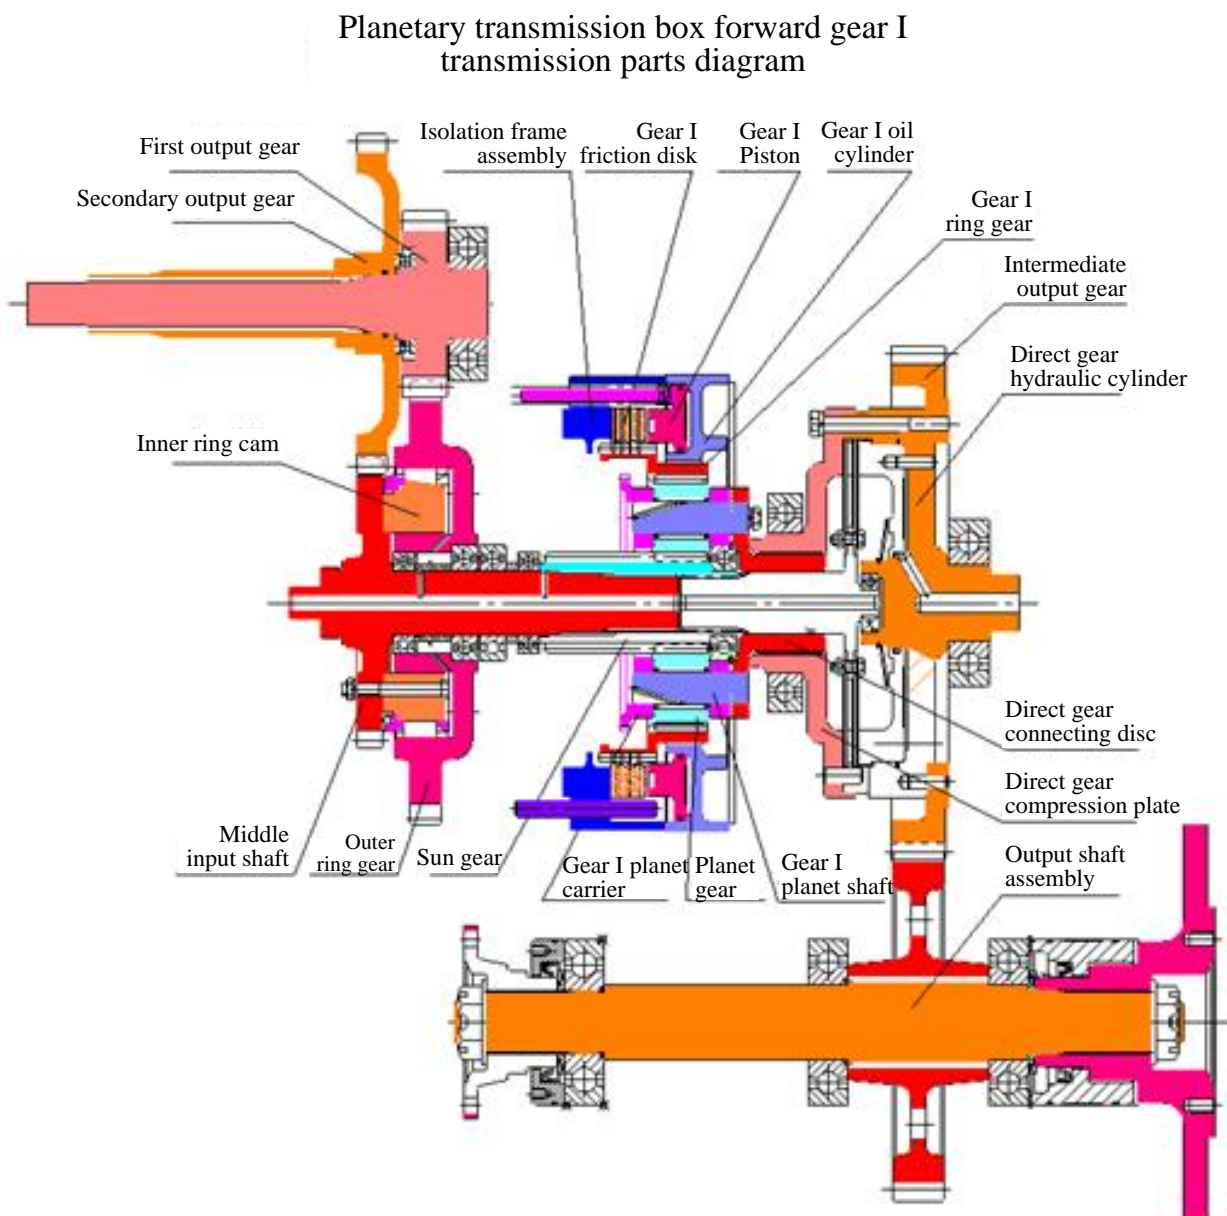 Planetary transmission box forward gear I
transmission parts diagram
First output gear
Secondary output gear
Isolation frame
assembly
Gear I
friction disk
Gear I
Piston
Gear I oil
cylinder
Gear I
ring gear
Intermediate
output gear
Direct gear
hydraulic cylinder
Inner ring cam
Direct gear
connecting disc
Direct gear
compression plate
Middle
input shaft
Outer
ring gear
Sun gear
Gear I planet
carrier
Planet
gear
Gear I
planet shaft
Output shaft
assembly